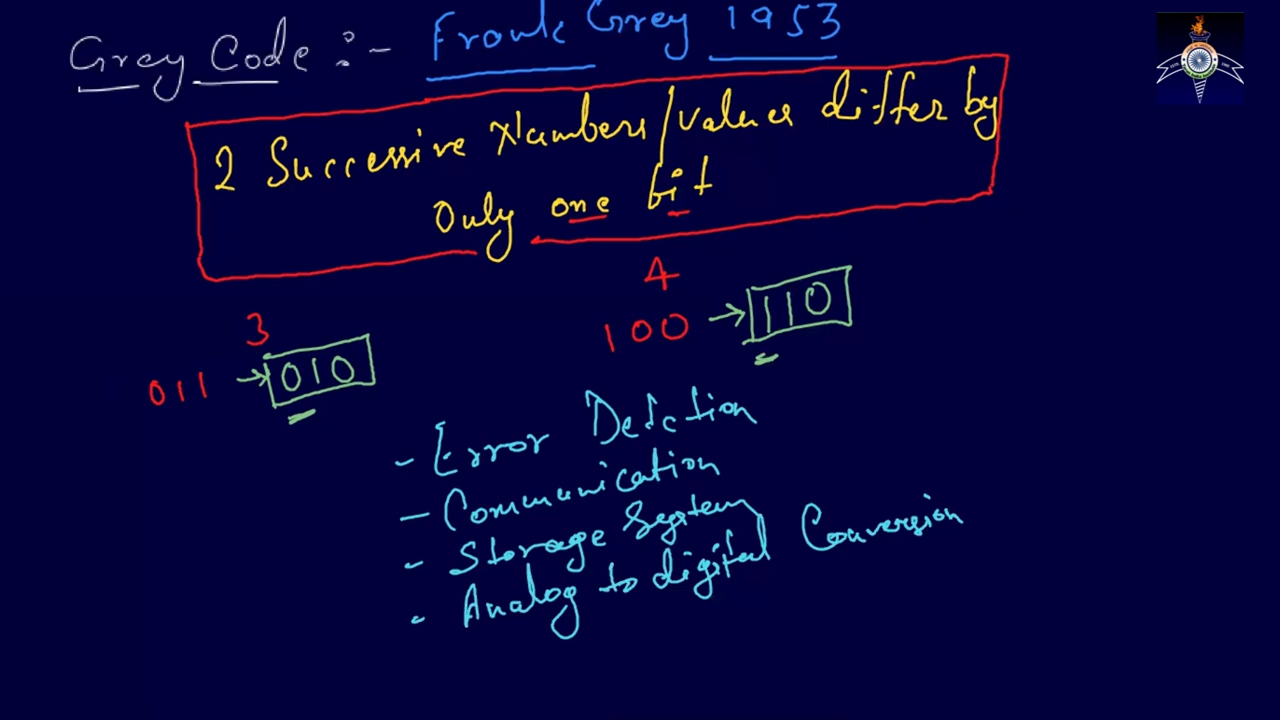 Grey Code :- Frank Grey 1953
2 Successive Numbers/values differ by
Only one bit
3
011 → 010
4
100 → 110
- Error Detction
- Communication
- Storage System
- Analog to digital Conversion